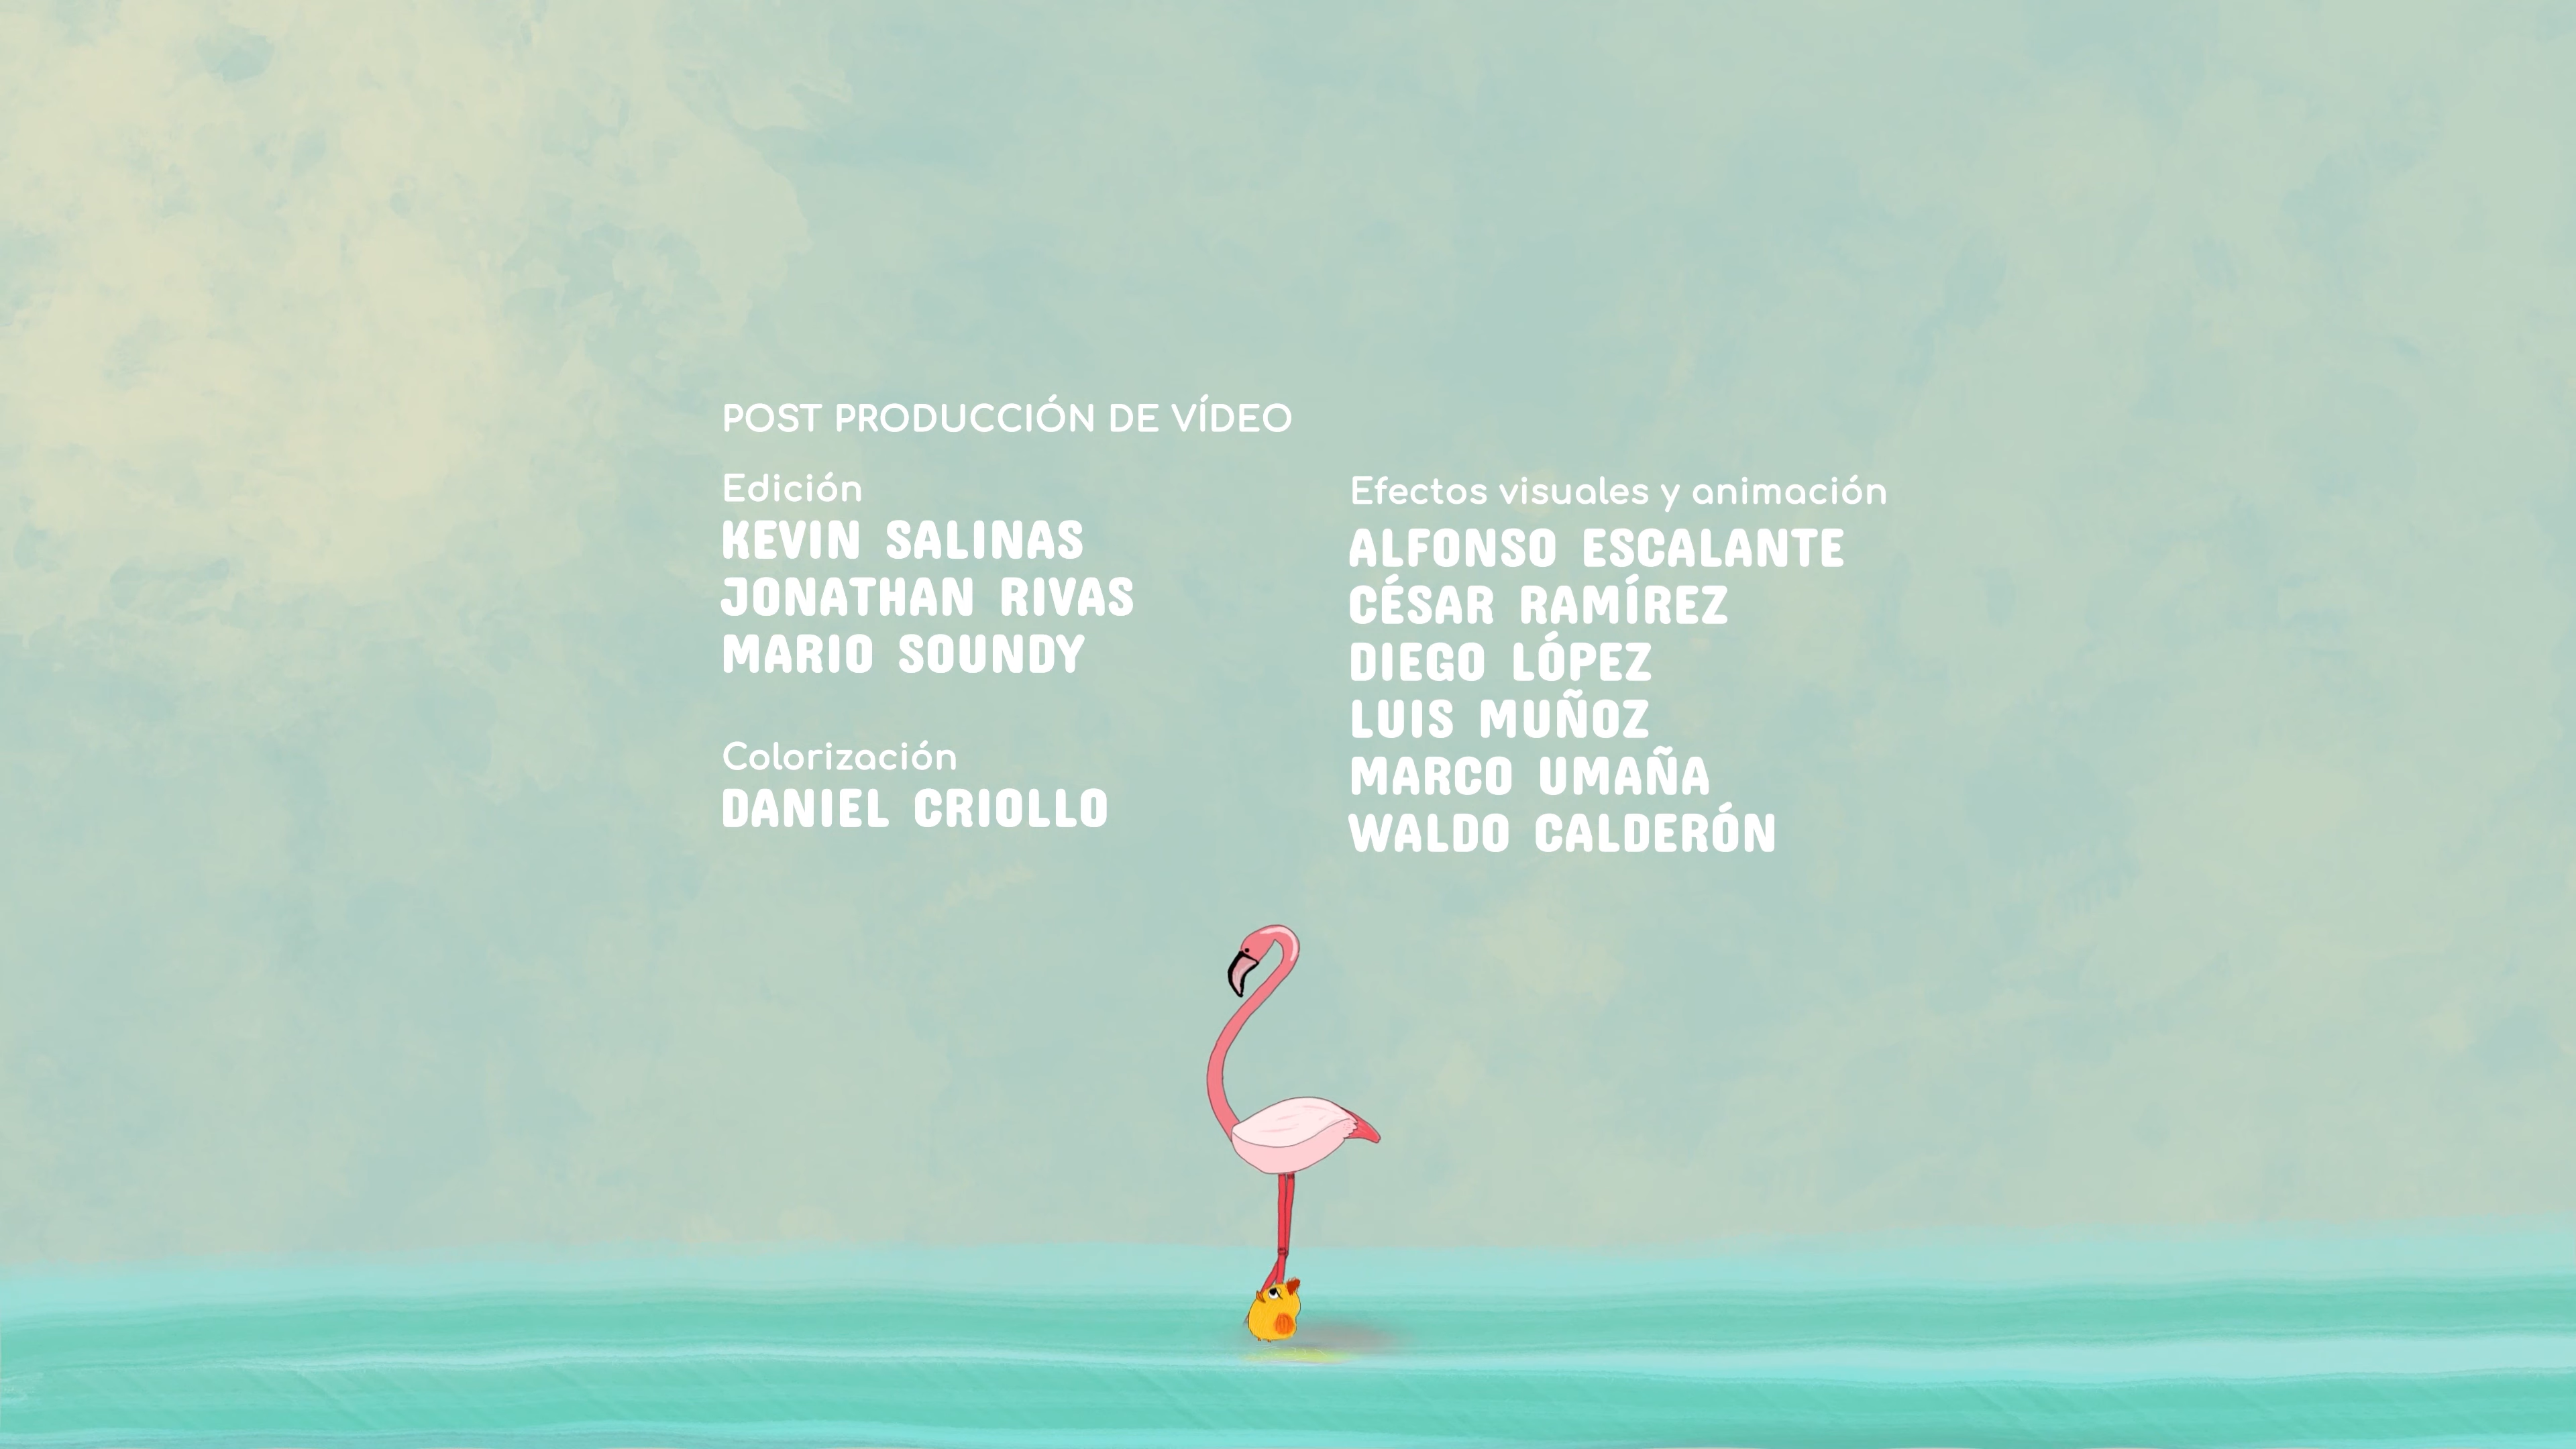 POST PRODUCCIÓN DE VÍDEO
Edición
KEVIN SALINAS
JONATHAN RIVAS
MARIO SOUNDY
Colorización
DANIEL CRIOLLO
Efectos visuales y animación
ALFONSO ESCALANTE
CÉSAR RAMÍREZ
DIEGO LÓPEZ
LUIS MUÑOZ
MARCO UMAÑA
WALDO CALDERÓN